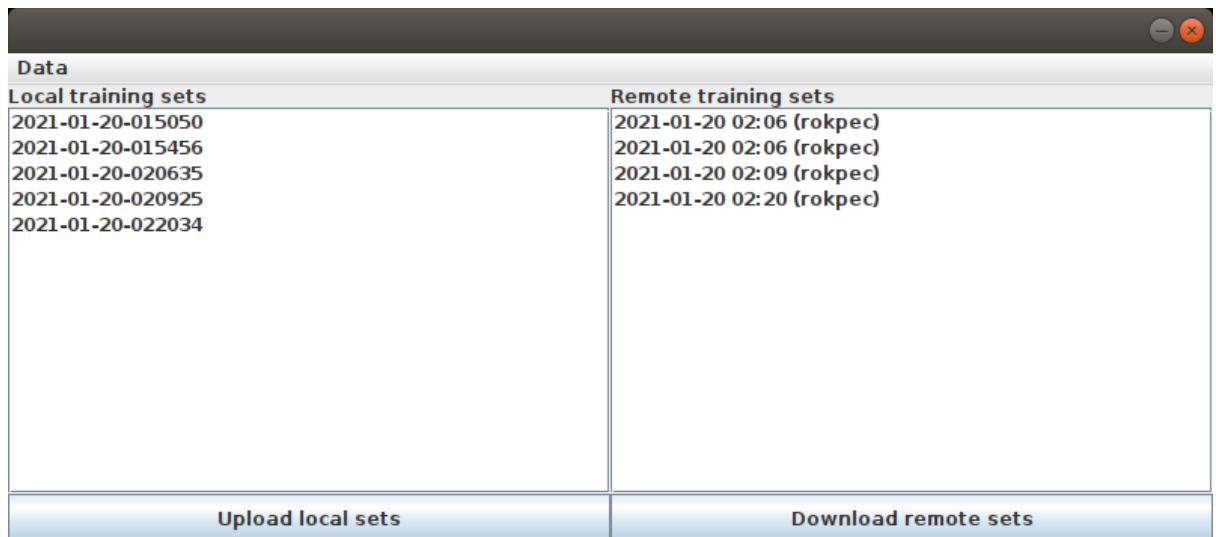 Data
Local training sets
2021-01-20-015050
2021-01-20-015456
2021-01-20-020635
2021-01-20-020925
2021-01-20-022034
Remote training sets
2021-01-20 02:06 (rokpec)
2021-01-20 02:06 (rokpec)
2021-01-20 02:09 (rokpec)
2021-01-20 02:20 (rokpec)
Upload local sets
Download remote sets